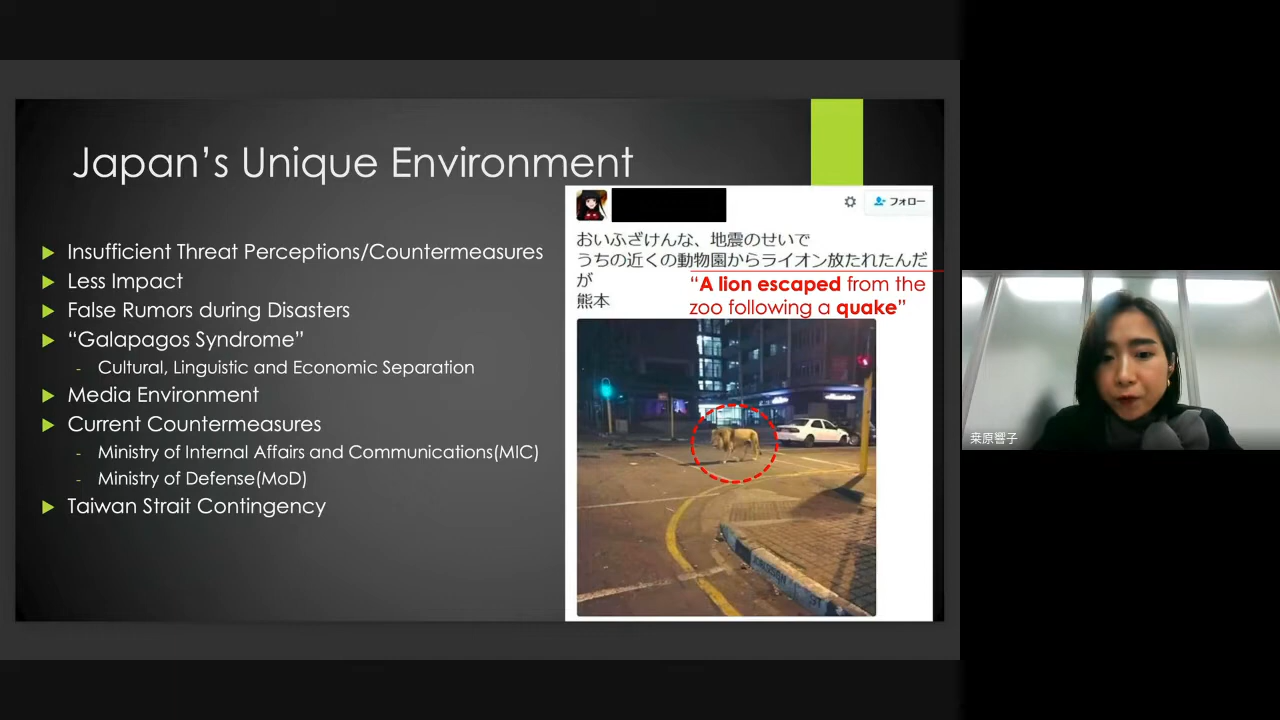 Japan's Unique Environment
Insufficient Threat Perceptions/Countermeasures
Less Impact
False Rumors during Disasters
“Galapagos Syndrome”
- Cultural, Linguistic and Economic Separation
Media Environment
Current Countermeasures
- Ministry of Internal Affairs and Communications(MIC)
- Ministry of Defense(MoD)
Taiwan Strait Contingency
フォロー
おいふざけんな、地震のせいで
うちの近くの動物園からライオン放たれたんだ
が
熊本
“A lion escaped from the
zoo following a quake”
桒原響子